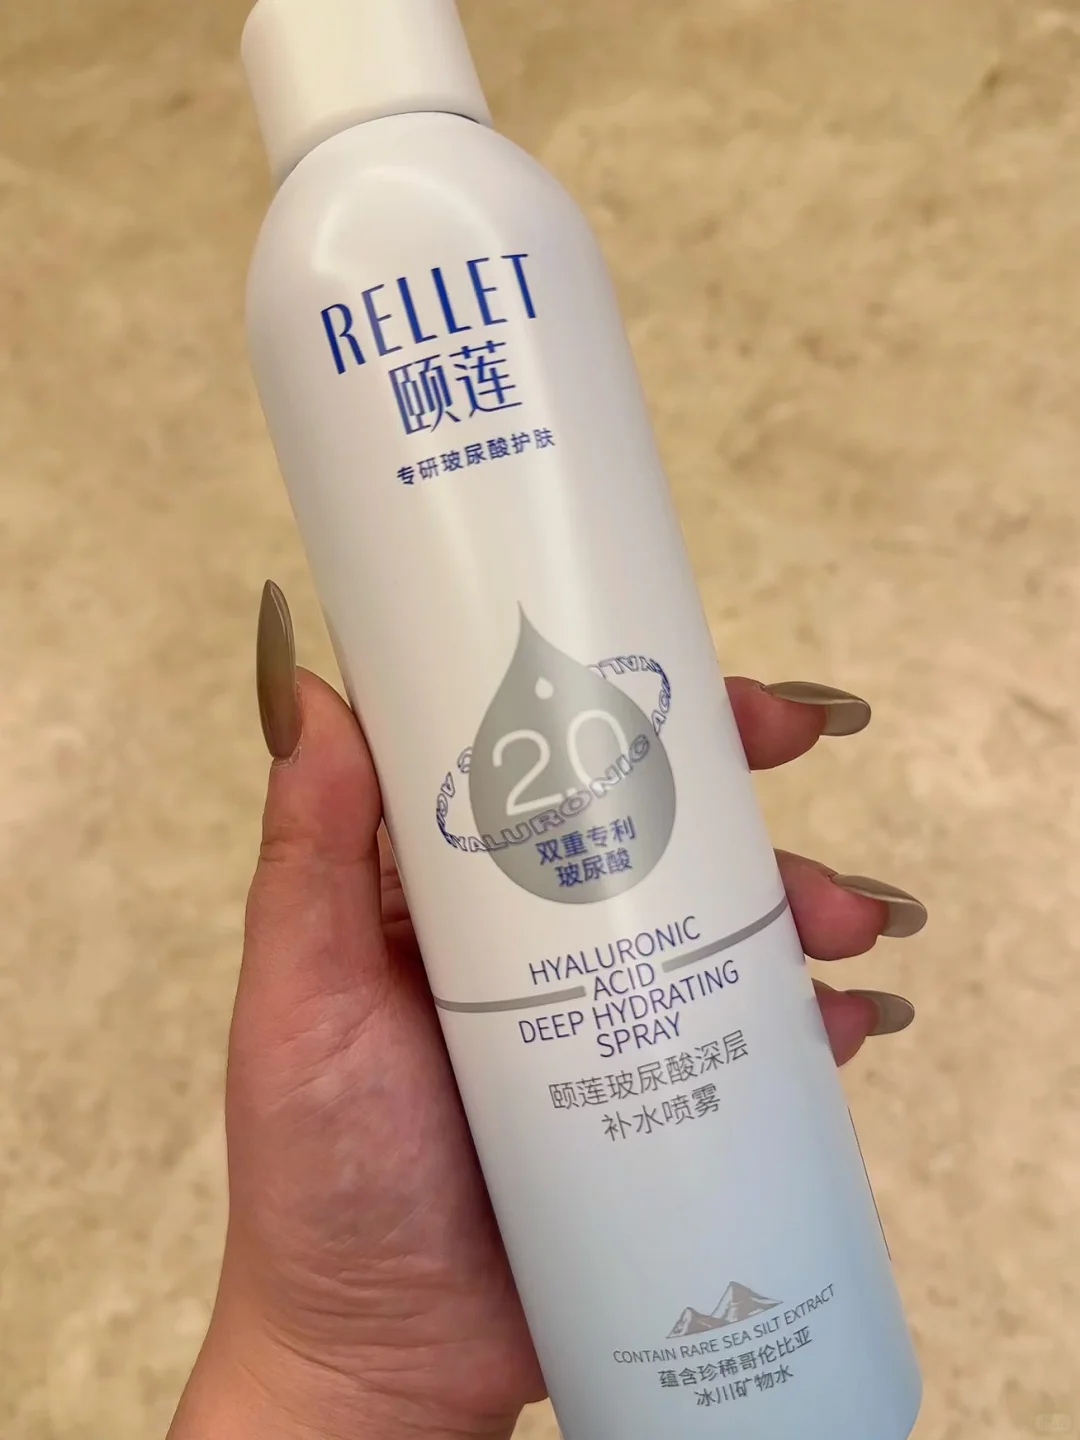 RELLET
颐莲
专研玻尿酸护肤
2.0
HYALURONIC ACID
双重专利
玻尿酸
HYALURONIC
ACID
DEEP HYDRATING
SPRAY
颐莲玻尿酸深层
补水喷雾
CONTAIN RARE SEA SILT EXTRACT
蕴含珍稀哥伦比亚
冰川矿物水